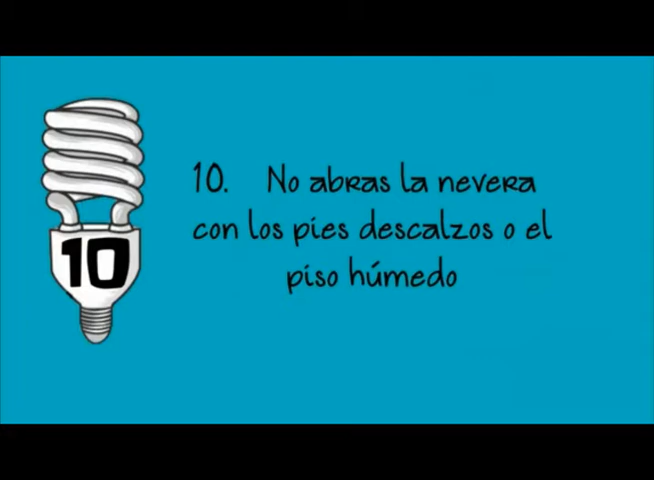 10
10. No abras la nevera
con los pies descalzos o el
piso húmedo